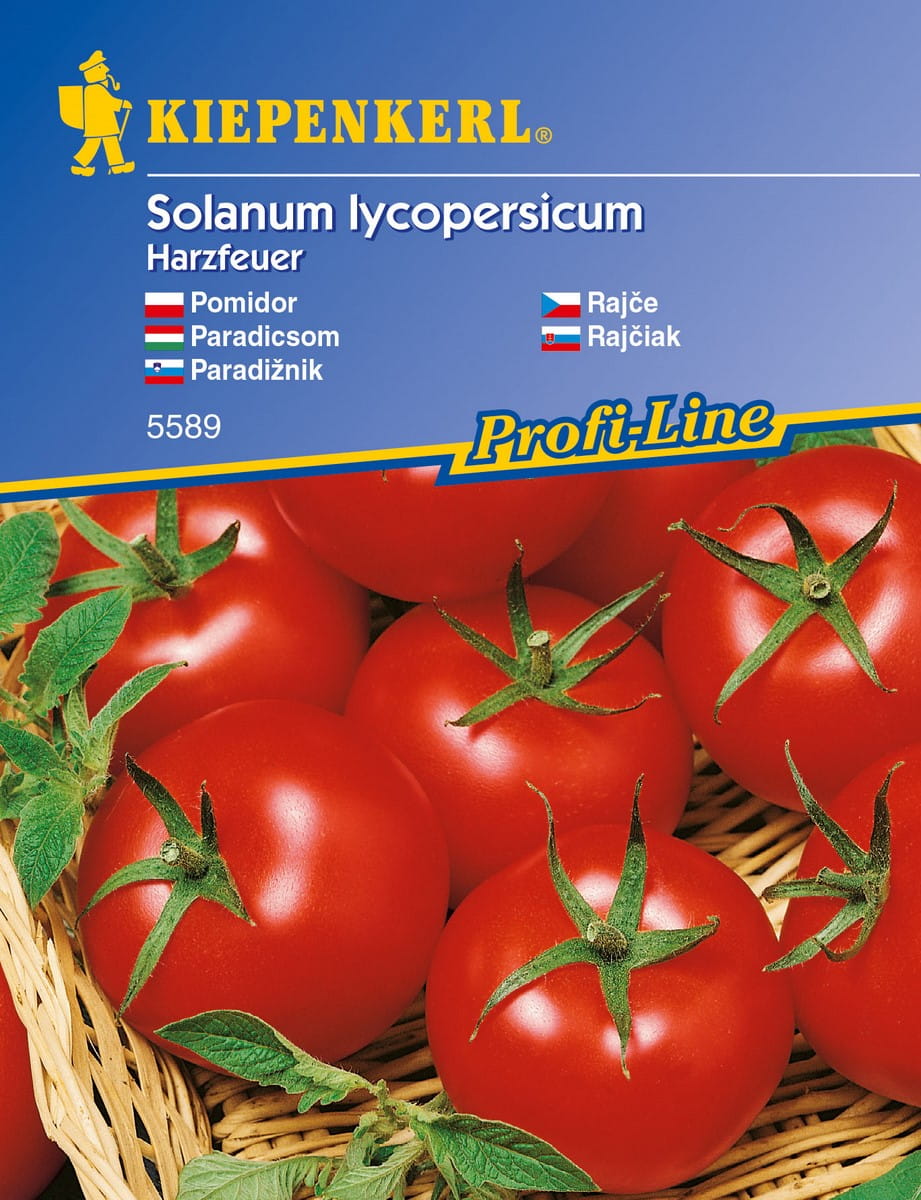 KIEPENKERL®
Solanum lycopersicum
Harzfeuer
Pomidor
Paradicsom
Paradižnik
Rajče
Rajčiak
5589
Profi-Line